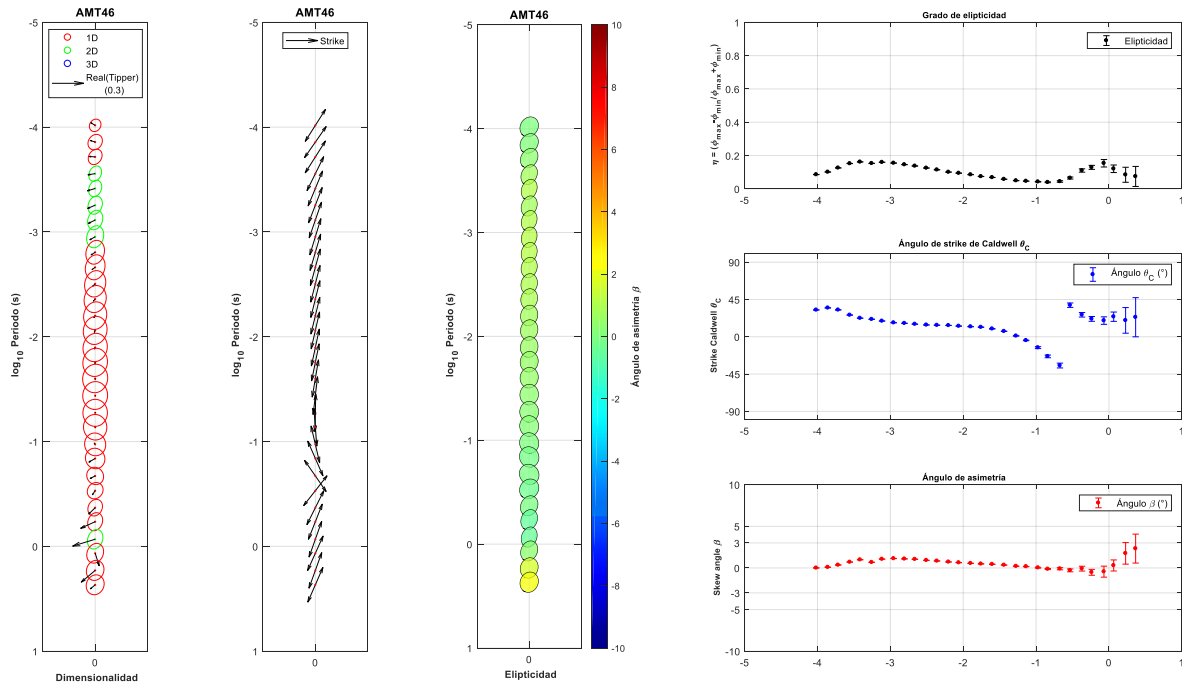 AMT46
-5
-4
-3
-2
-1
0
1
log10 Periodo (s)
1D
2D
3D
Real(Tipper)
(0.3)
0
Dimensionalidad
AMT46
-5
-4
-3
-2
-1
0
1
log10 Periodo (s)
Strike
0
AMT46
-5
-4
-3
-2
-1
0
1
log10 Periodo (s)
0
Elipticidad
10
8
6
4
2
0
-2
-4
-6
-8
-10
Ángulo de asimetría β
Grado de elipticidad
1
0.8
0.6
0.4
0.2
0
η = (ϕmax-ϕmin/ϕmax+ϕmin)
Elipticidad
-5 -4 -3 -2 -1 0 1
Ángulo de strike de Caldwell θC
90
45
0
-45
-90
Strike Caldwell θC
Ángulo θC (°)
-5 -4 -3 -2 -1 0 1
Ángulo de asimetría
10
5
3
0
-3
-5
-10
Skew angle β
Ángulo β (°)
-5 -4 -3 -2 -1 0 1